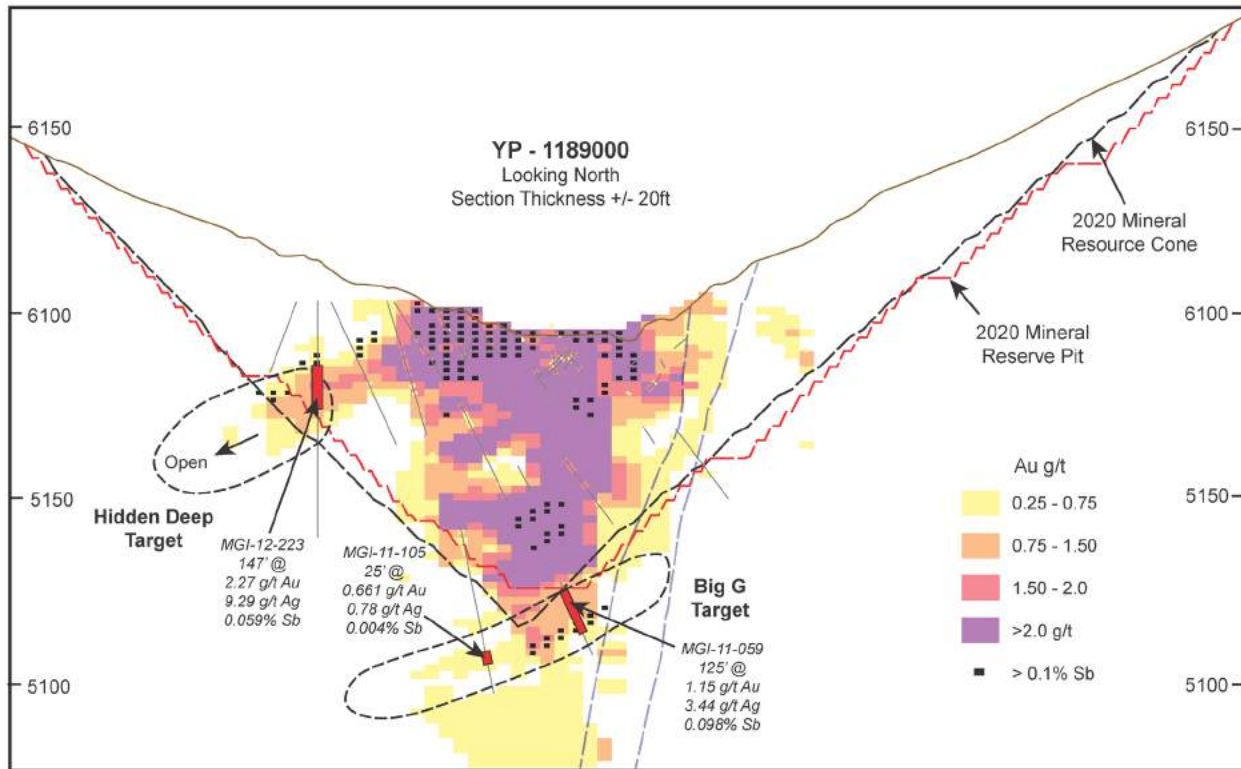 YP - 1189000
Looking North
Section Thickness +/- 20ft
6150
6100
5150
5100
6150
6100
5150
5100
2020 Mineral
Resource Cone
2020 Mineral
Reserve Pit
Open
Hidden Deep
Target
MGI-12-223
147' @
2.27 g/t Au
9.29 g/t Ag
0.059% Sb
MGI-11-105
25' @
0.661 g/t Au
0.78 g/t Ag
0.004% Sb
Big G
Target
MGI-11-059
125' @
1.15 g/t Au
3.44 g/t Ag
0.098% Sb
Au g/t
0.25 - 0.75
0.75 - 1.50
1.50 - 2.0
>2.0 g/t
> 0.1% Sb